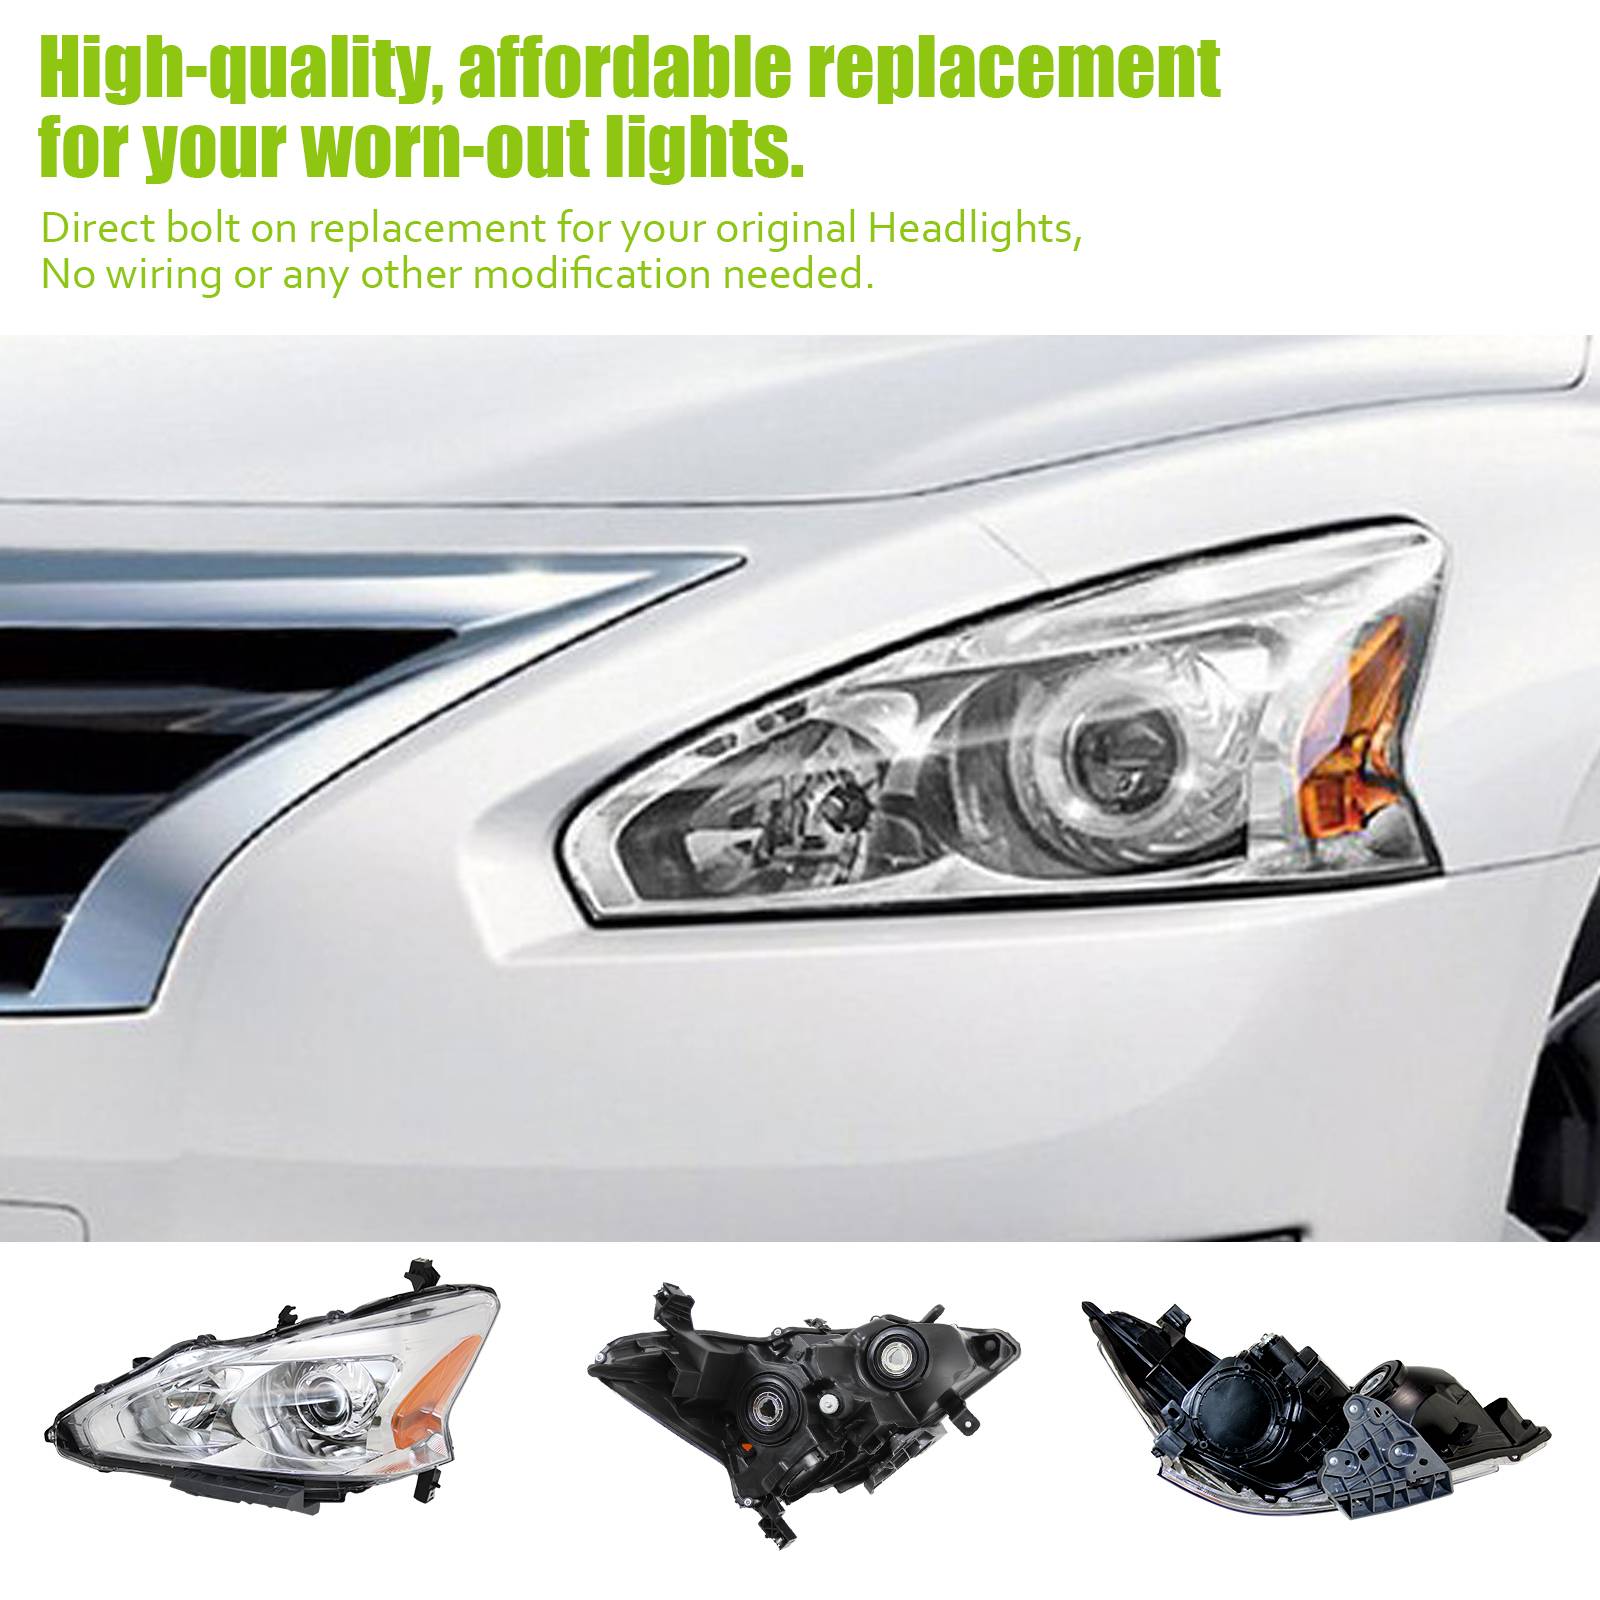 High-quality, affordable replacement
for your worn-out lights.
Direct bolt on replacement for your original Headlights,
No wiring or any other modification needed.